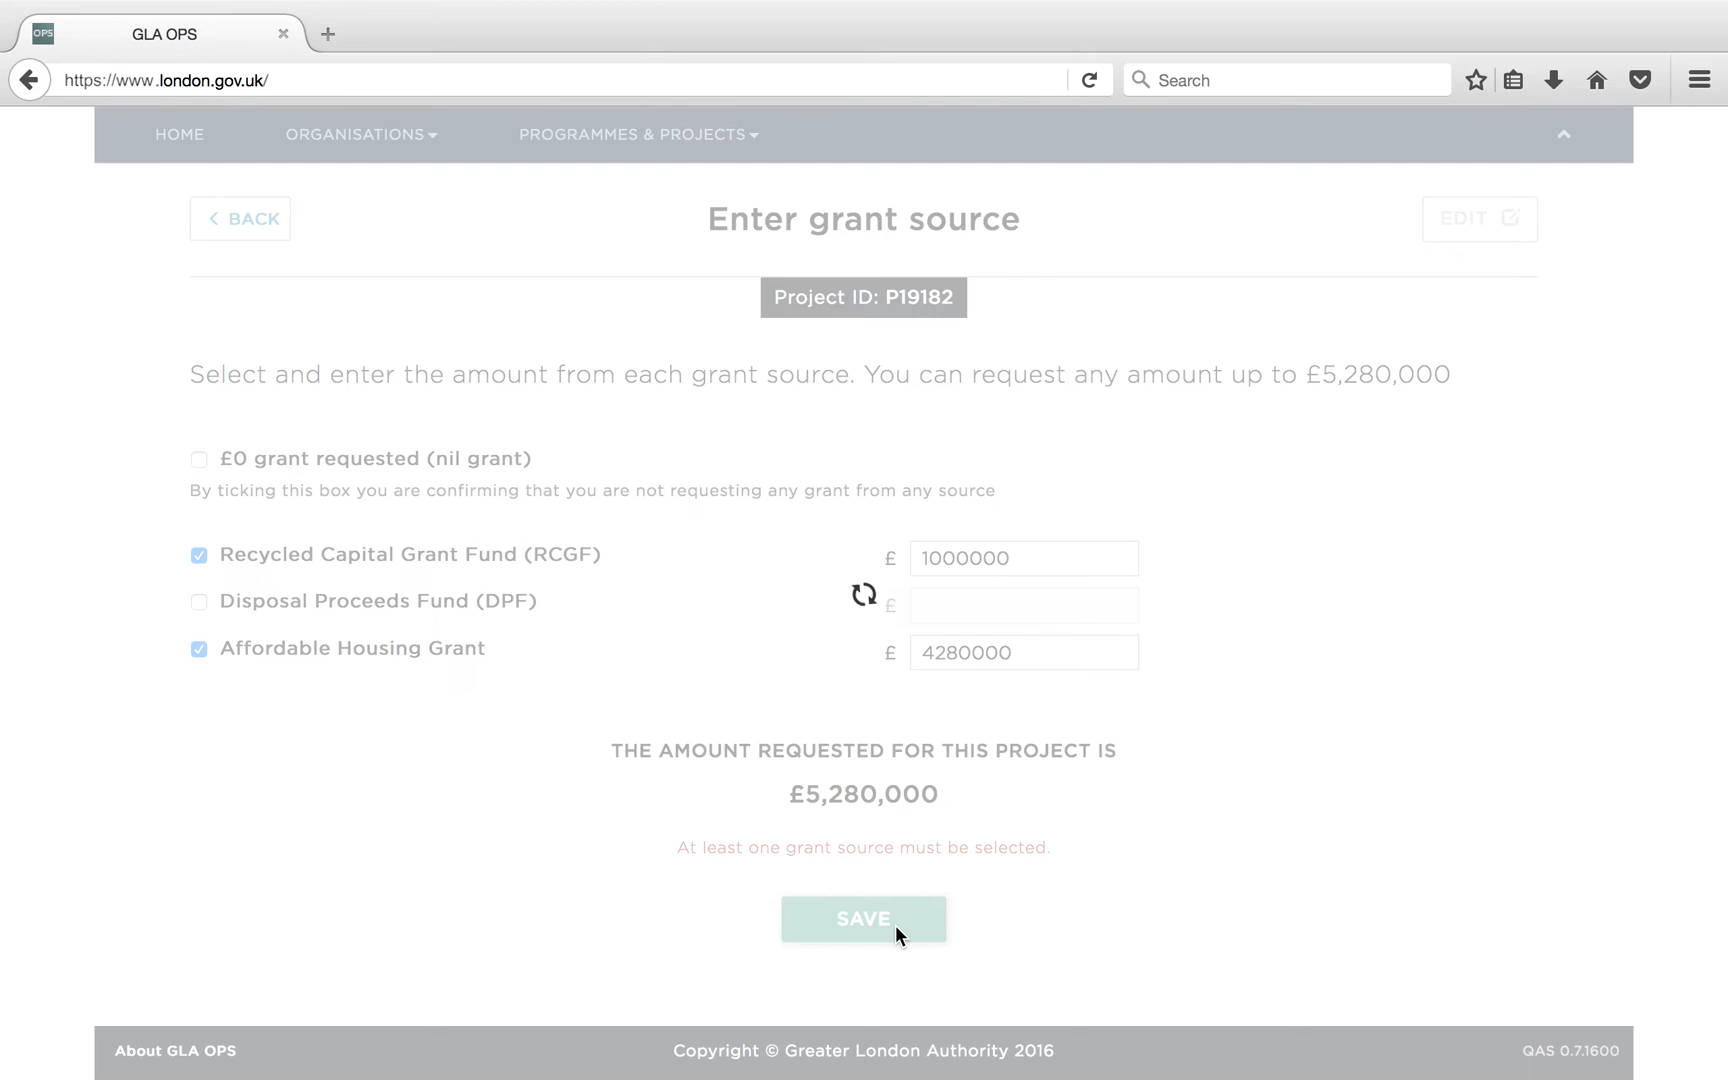 OPS
GLA OPS
https://www.london.gov.uk/
Search
HOME
ORGANISATIONS
PROGRAMMES & PROJECTS
BACK
Enter grant source
EDIT
Project ID: P19182
Select and enter the amount from each grant source. You can request any amount up to £5,280,000
£0 grant requested (nil grant)
By ticking this box you are confirming that you are not requesting any grant from any source
Recycled Capital Grant Fund (RCGF) £ 1000000
Disposal Proceeds Fund (DPF) £
Affordable Housing Grant £ 4280000
THE AMOUNT REQUESTED FOR THIS PROJECT IS
£5,280,000
At least one grant source must be selected.
SAVE
About GLA OPS
Copyright © Greater London Authority 2016
QAS 0.7.1600